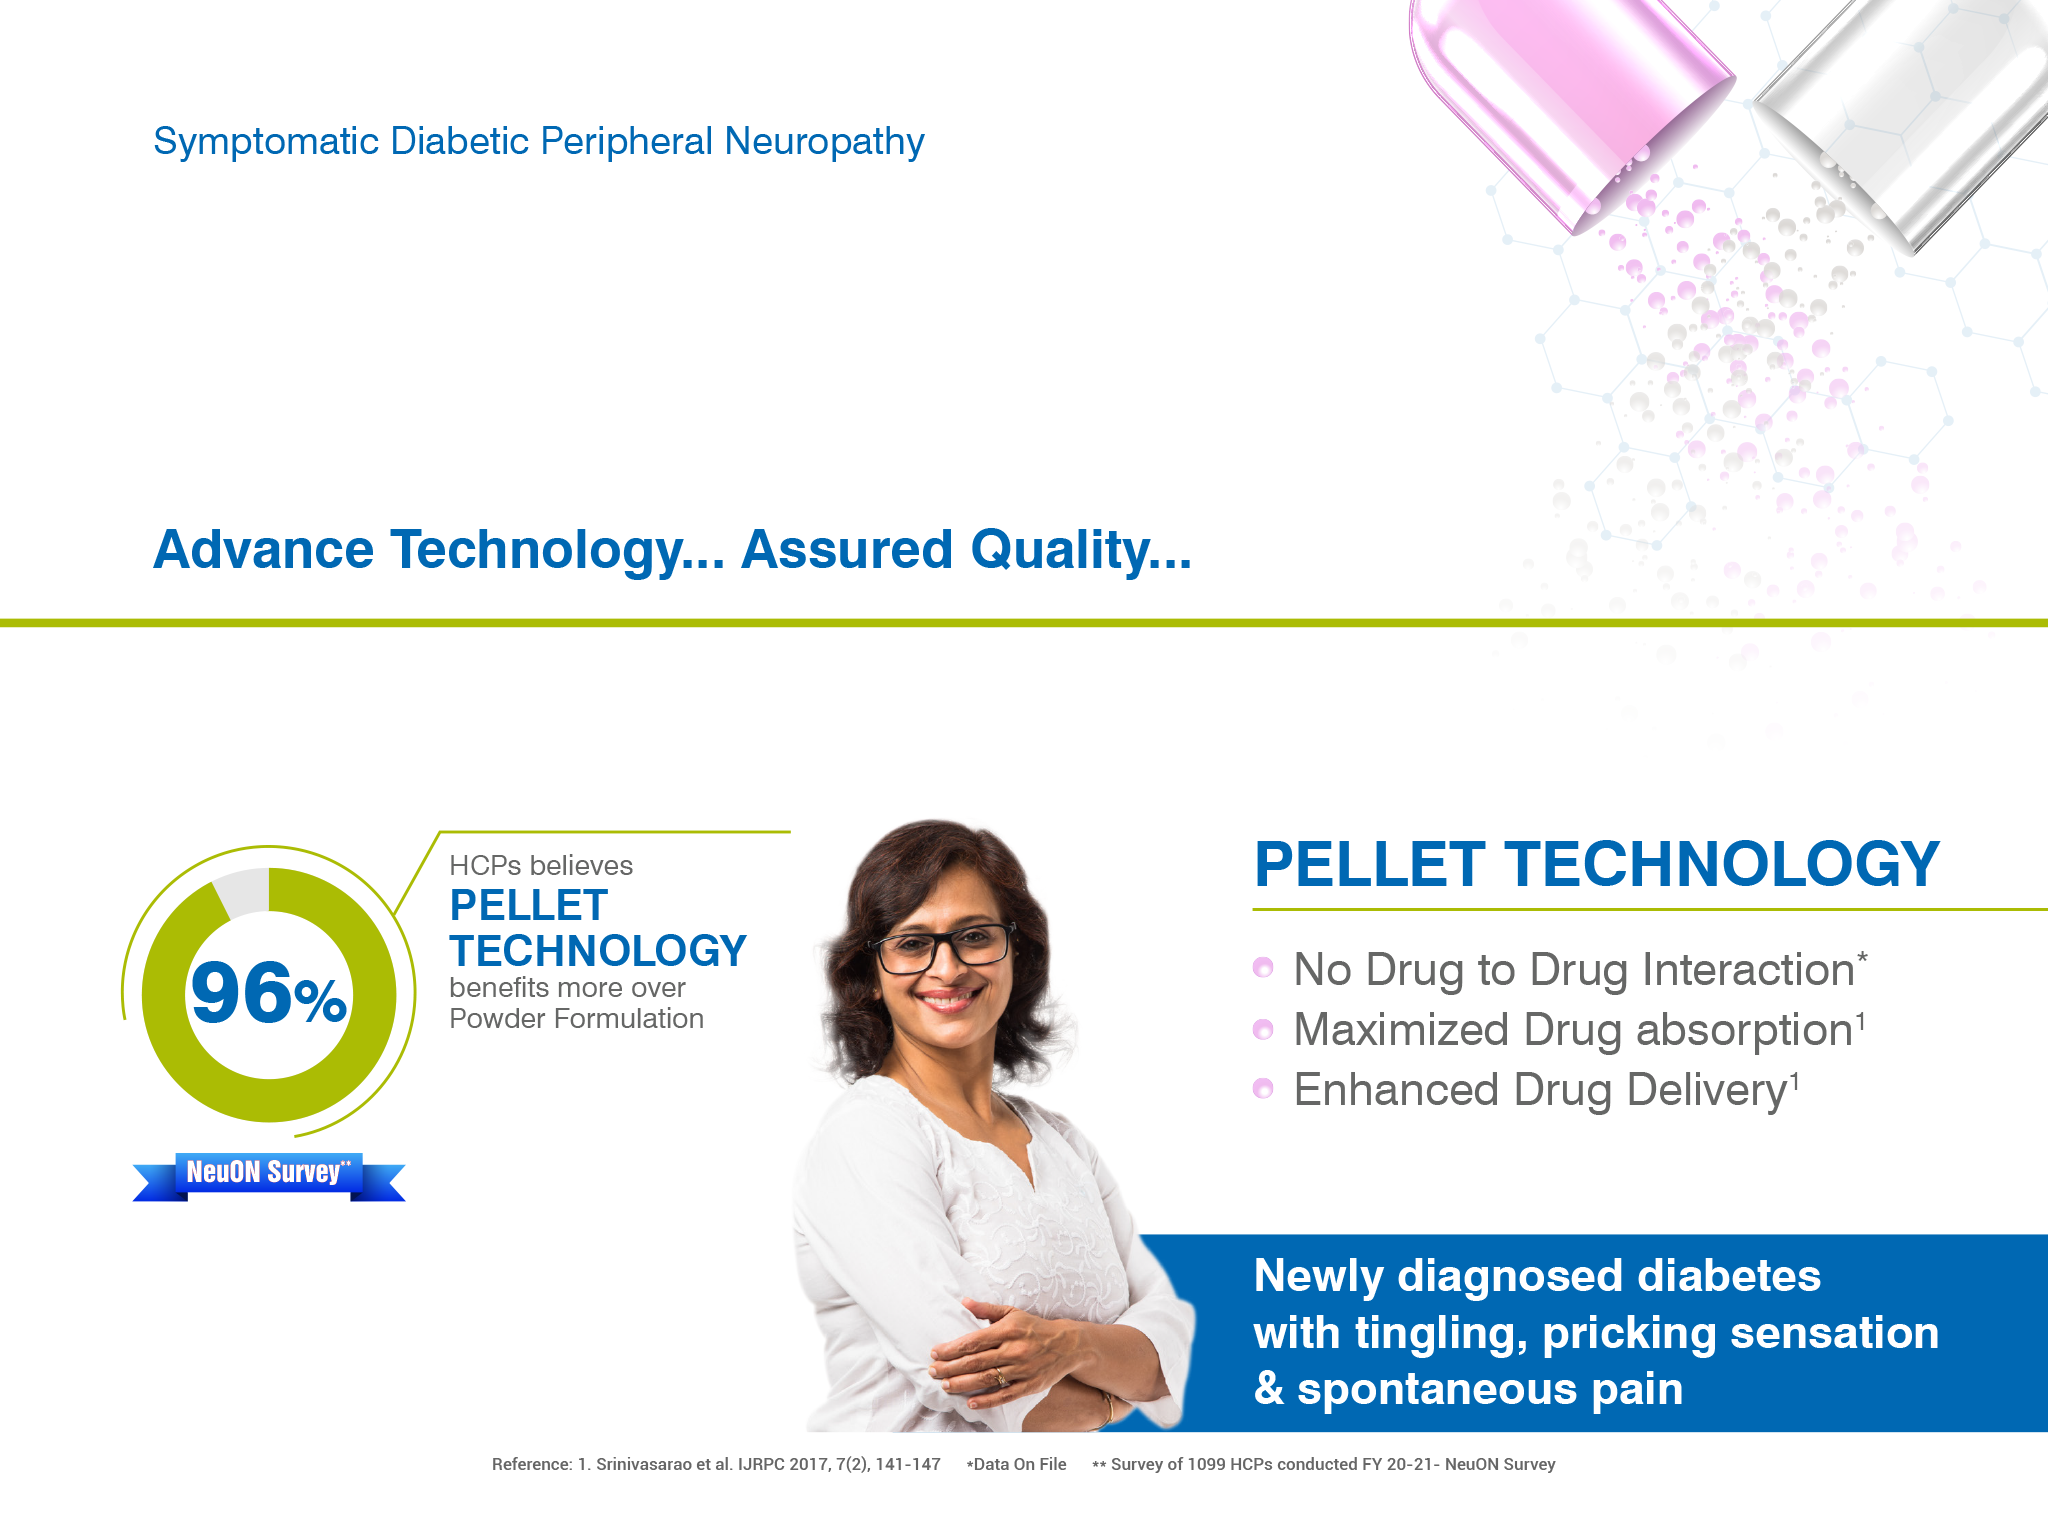 Symptomatic Diabetic Peripheral Neuropathy
Advance Technology... Assured Quality...
96%
NeuON Survey**
HCPs believes
PELLET
TECHNOLOGY
benefits more over
Powder Formulation
PELLET TECHNOLOGY
No Drug to Drug Interaction*
Maximized Drug absorption1
Enhanced Drug Delivery1
Newly diagnosed diabetes
with tingling, pricking sensation
& spontaneous pain
Reference: 1. Srinivasarao et al. IJRPC 2017, 7(2), 141-147 *Data On File ** Survey of 1099 HCPs conducted FY 20-21- NeuON Survey